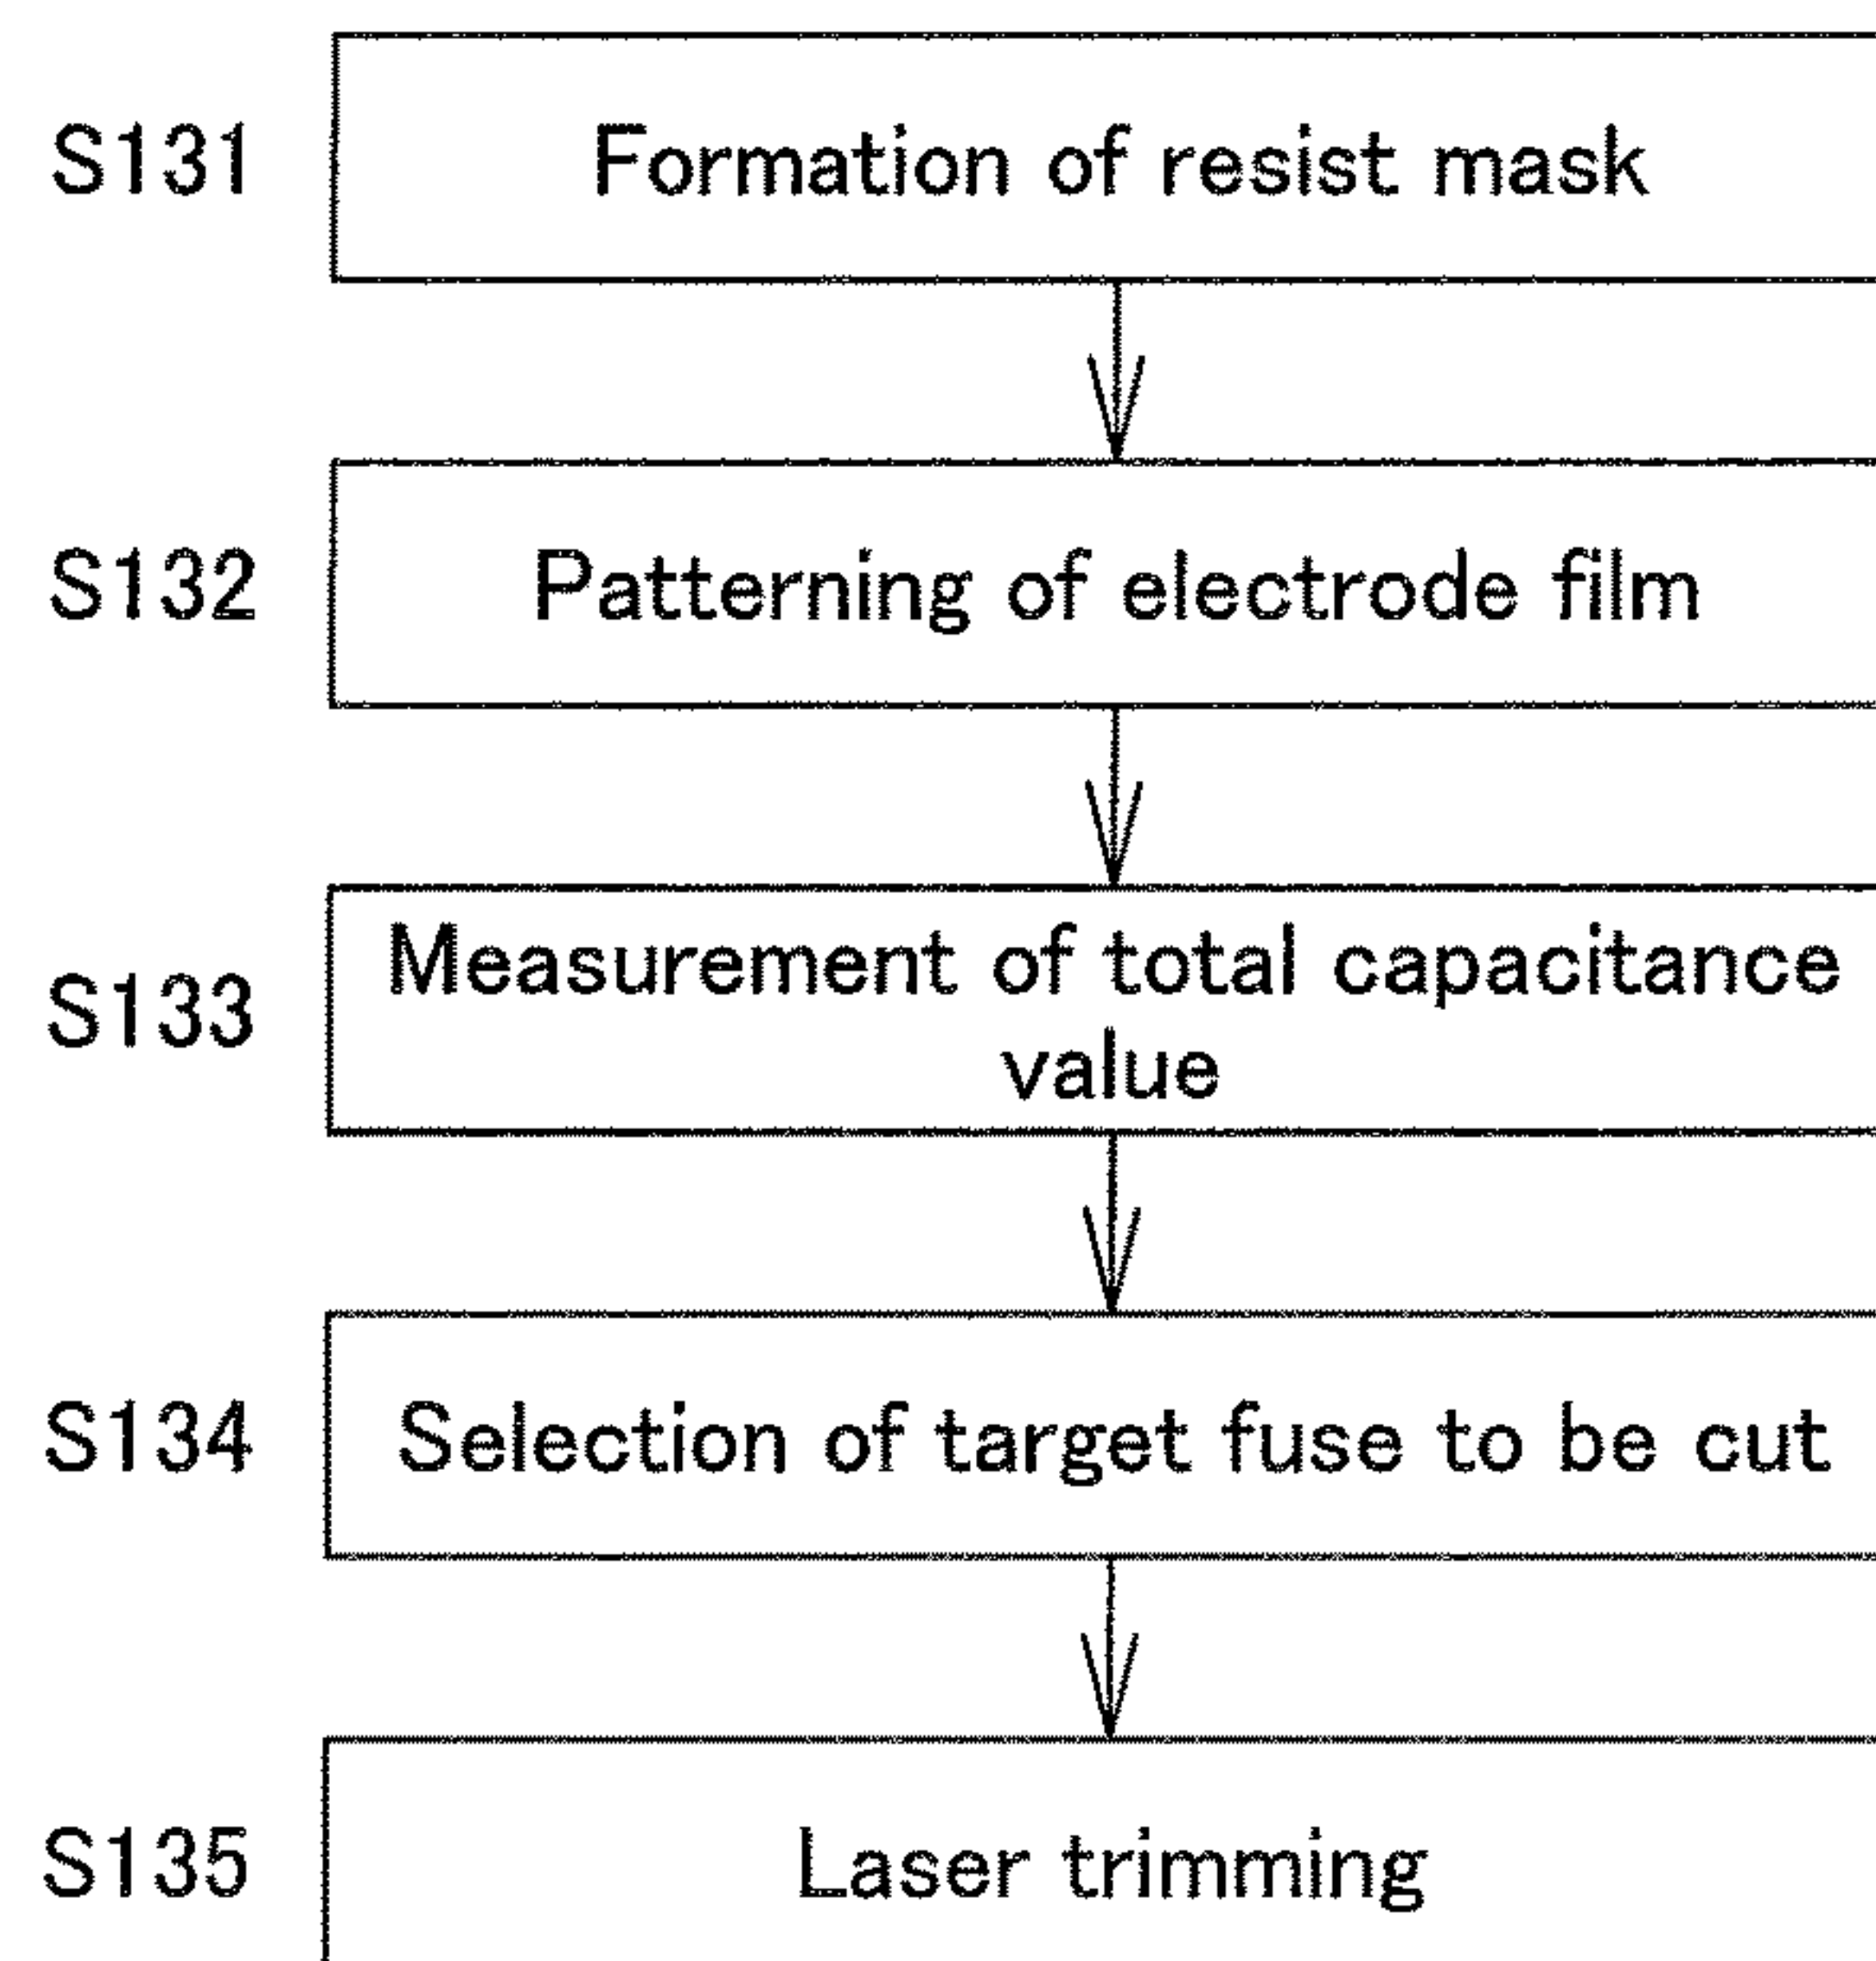 S131 Formation of resist mask
S132 Patterning of electrode film
S133 Measurement of total capacitance
value
S134 Selection of target fuse to be cut
S135 Laser trimming